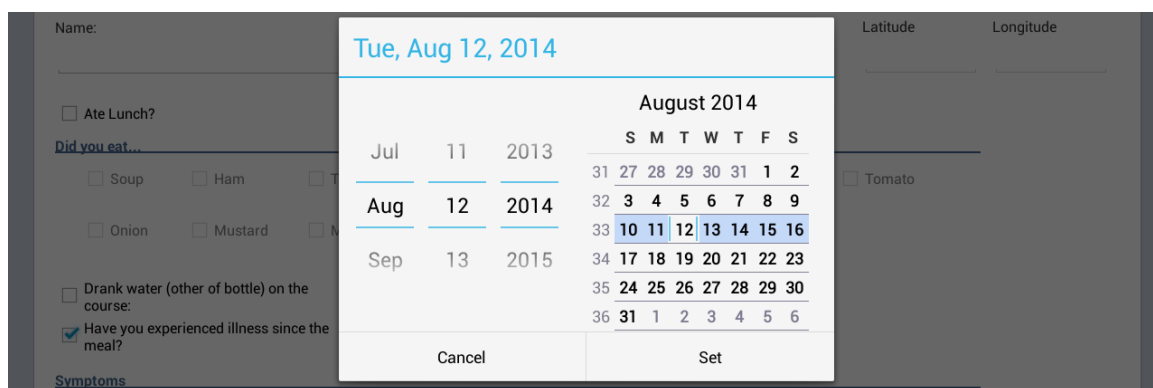 Name:
Latitude
Longitude
Tue, Aug 12, 2014
Ate Lunch?
Did you eat...
Soup
Ham
T
Tomato
Onion
Mustard
M
Drank water (other of bottle) on the
course:
Have you experienced illness since the
meal?
Symptoms
Jul 11 2013
Aug 12 2014
Sep 13 2015
August 2014
S M T W T F S
31 27 28 29 30 31 1 2
32 3 4 5 6 7 8 9
33 10 11 12 13 14 15 16
34 17 18 19 20 21 22 23
35 24 25 26 27 28 29 30
36 31 1 2 3 4 5 6
Cancel
Set